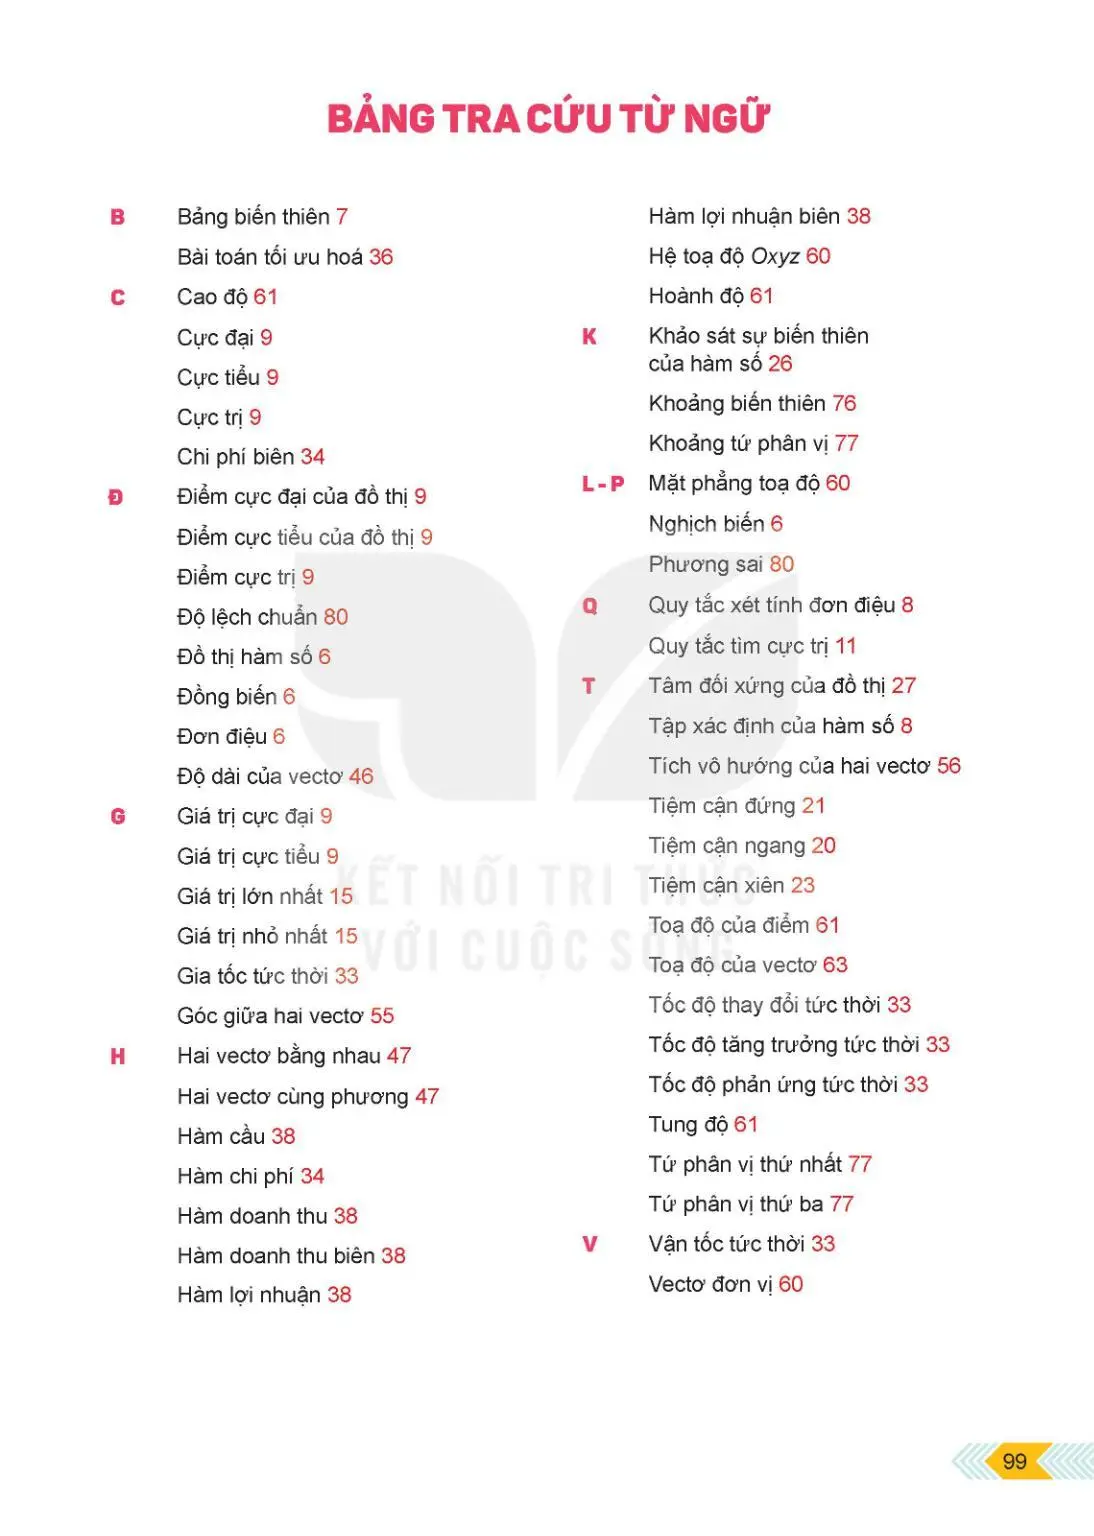 BẢNG TRA CỨU TỪ NGỮ
B Bảng biến thiên 7
Bài toán tối ưu hoá 36
C Cao độ 61
Cực đại 9
Cực tiểu 9
Cực trị 9
Chi phí biên 34
Đ Điểm cực đại của đồ thị 9
Điểm cực tiểu của đồ thị 9
Điểm cực trị 9
Độ lệch chuẩn 80
Đồ thị hàm số 6
Đồng biến 6
Đơn điệu 6
Độ dài của vectơ 46
G Giá trị cực đại 9
Giá trị cực tiểu 9
Giá trị lớn nhất 15
Giá trị nhỏ nhất 15
Gia tốc tức thời 33
Góc giữa hai vectơ 55
H Hai vectơ bằng nhau 47
Hai vectơ cùng phương 47
Hàm cầu 38
Hàm chi phí 34
Hàm doanh thu 38
Hàm doanh thu biên 38
Hàm lợi nhuận 38
Hàm lợi nhuận biên 38
Hệ toạ độ Oxyz 60
Hoành độ 61
K Khảo sát sự biến thiên
của hàm số 26
Khoảng biến thiên 76
Khoảng tứ phân vị 77
L - P Mặt phẳng toạ độ 60
Nghịch biến 6
Phương sai 80
Q Quy tắc xét tính đơn điệu 8
Quy tắc tìm cực trị 11
T Tâm đối xứng của đồ thị 27
Tập xác định của hàm số 8
Tích vô hướng của hai vectơ 56
Tiệm cận đứng 21
Tiệm cận ngang 20
Tiệm cận xiên 23
Toạ độ của điểm 61
Toạ độ của vectơ 63
Tốc độ thay đổi tức thời 33
Tốc độ tăng trưởng tức thời 33
Tốc độ phản ứng tức thời 33
Tung độ 61
Tứ phân vị thứ nhất 77
Tứ phân vị thứ ba 77
V Vận tốc tức thời 33
Vectơ đơn vị 60
KẾT NỐI TRI THỨC
VỚI CUỘC SỐNG
99